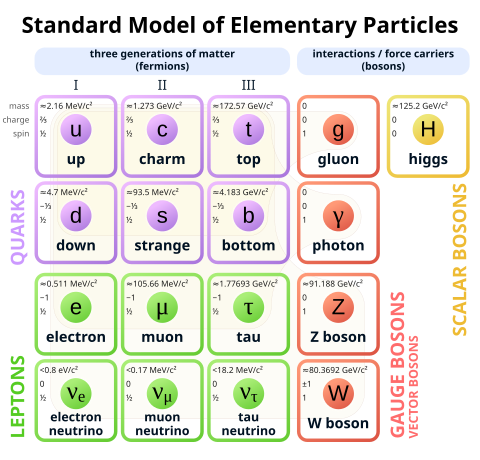 Standard Model of Elementary Particles
three generations of matter
(fermions)
interactions / force carriers
(bosons)
I
II
III
mass
charge
spin
≈2.16 MeV/c²
⅔
½
u
up
≈1.273 GeV/c²
⅔
½
c
charm
≈172.57 GeV/c²
⅔
½
t
top
0
0
1
g
gluon
≈125.2 GeV/c²
0
0
H
higgs
QUARKS
≈4.7 MeV/c²
−⅓
½
d
down
≈93.5 MeV/c²
−⅓
½
s
strange
≈4.183 GeV/c²
−⅓
½
b
bottom
0
0
1
γ
photon
SCALAR BOSONS
≈0.511 MeV/c²
−1
½
e
electron
≈105.66 MeV/c²
−1
½
μ
muon
≈1.77693 GeV/c²
−1
½
τ
tau
≈91.188 GeV/c²
0
1
Z
Z boson
GAUGE BOSONS
VECTOR BOSONS
LEPTONS
<0.8 eV/c²
0
½
νe
electron
neutrino
<0.17 MeV/c²
0
½
νμ
muon
neutrino
<18.2 MeV/c²
0
½
ντ
tau
neutrino
≈80.3692 GeV/c²
±1
1
W
W boson